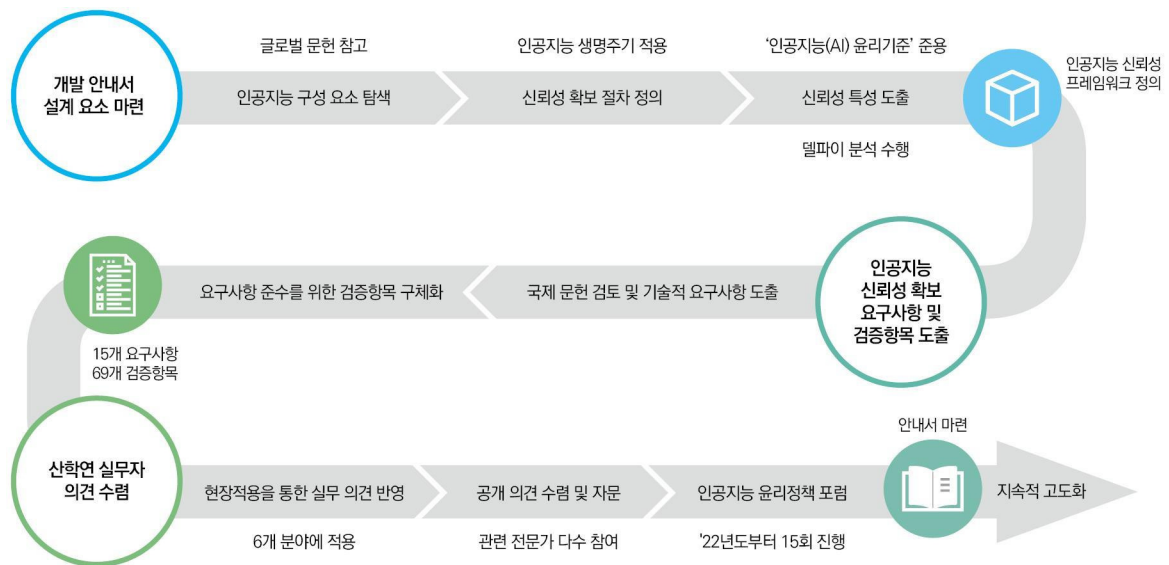 개발 안내서
설계 요소 마련
글로벌 문헌 참고
인공지능 구성 요소 탐색
인공지능 생명주기 적용
신뢰성 확보 절차 정의
‘인공지능(AI) 윤리기준’ 준용
신뢰성 특성 도출
델파이 분석 수행
인공지능 신뢰성
프레임워크 정의
인공지능
신뢰성 확보
요구사항 및
검증항목 도출
국제 문헌 검토 및 기술적 요구사항 도출
요구사항 준수를 위한 검증항목 구체화
15개 요구사항
69개 검증항목
산학연 실무자
의견 수렴
현장적용을 통한 실무 의견 반영
6개 분야에 적용
공개 의견 수렴 및 자문
관련 전문가 다수 참여
인공지능 윤리정책 포럼
’22년도부터 15회 진행
안내서 마련
지속적 고도화